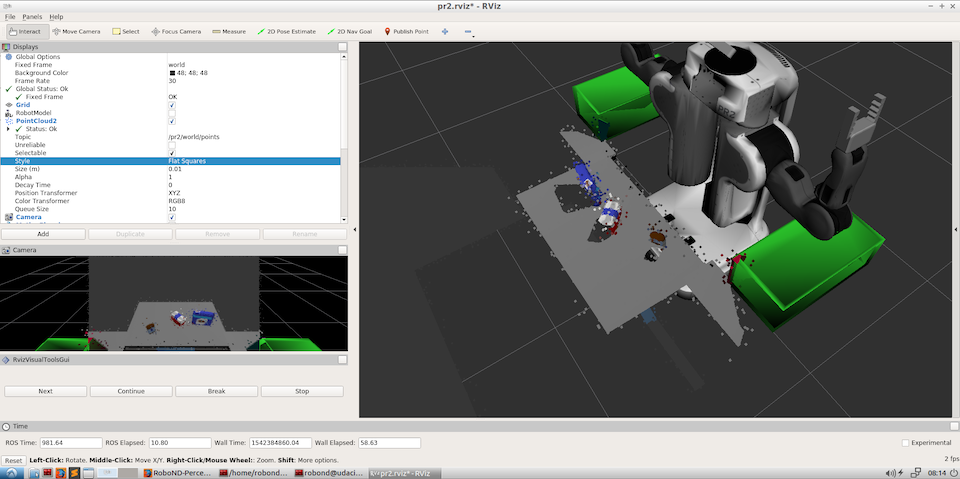 pr2.rviz* - RViz
File Panels Help
Interact Move Camera Select Focus Camera Measure 2D Pose Estimate 2D Nav Goal Publish Point
Displays
Global Options
Fixed Frame world
Background Color 48; 48; 48
Frame Rate 30
Global Status: Ok
Fixed Frame OK
Grid
RobotModel
PointCloud2
Status: Ok
Topic /pr2/world/points
Unreliable
Selectable
Style Flat Squares
Size (m) 0.01
Alpha 1
Decay Time 0
Position Transformer XYZ
Color Transformer RGB8
Queue Size 10
Camera
Add Duplicate Remove Rename
Camera
RvizVisualToolsGui
Next Continue Break Stop
PR2
Time
ROS Time: 981.64 ROS Elapsed: 10.80 Wall Time: 1542384860.04 Wall Elapsed: 58.63 Experimental
Reset Left-Click: Rotate. Middle-Click: Move X/Y. Right-Click/Mouse Wheel:: Zoom. Shift: More options. 2 fps
RoboND-Perce... /home/robond... robond@udaci... pr2.rviz* - RViz 08:14